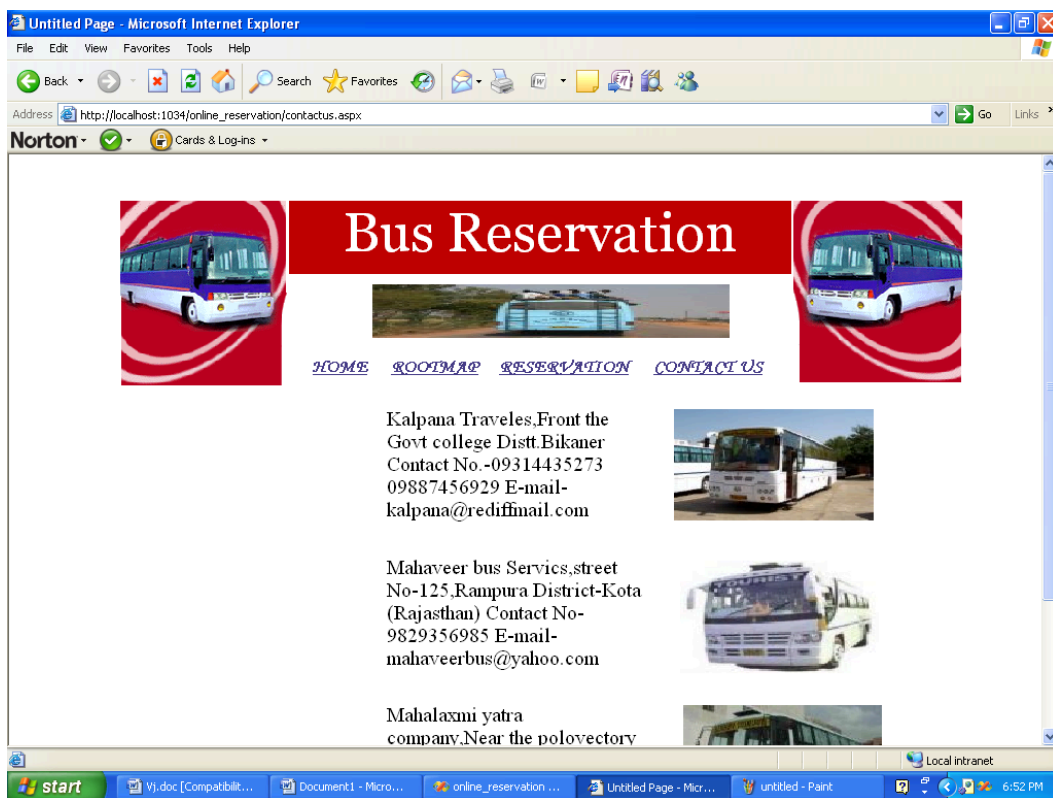 Untitled Page - Microsoft Internet Explorer
File Edit View Favorites Tools Help
Back Search Favorites
Address http://localhost:1034/online_reservation/contactus.aspx Go Links
Norton Cards & Log-ins
Bus Reservation
HOME ROOTMAP RESERVATION CONTACT US
Kalpana Traveles,Front the
Govt college Distt.Bikaner
Contact No.-09314435273
09887456929 E-mail-
kalpana@rediffmail.com
Mahaveer bus Servics,street
No-125,Rampura District-Kota
(Rajasthan) Contact No-
9829356985 E-mail-
mahaveerbus@yahoo.com
TOURIST
Mahalaxmi yatra
company,Near the polovectory
Local intranet
start Vj.doc [Compatibilit... Document1 - Micro... online_reservation ... Untitled Page - Micr... untitled - Paint 6:52 PM